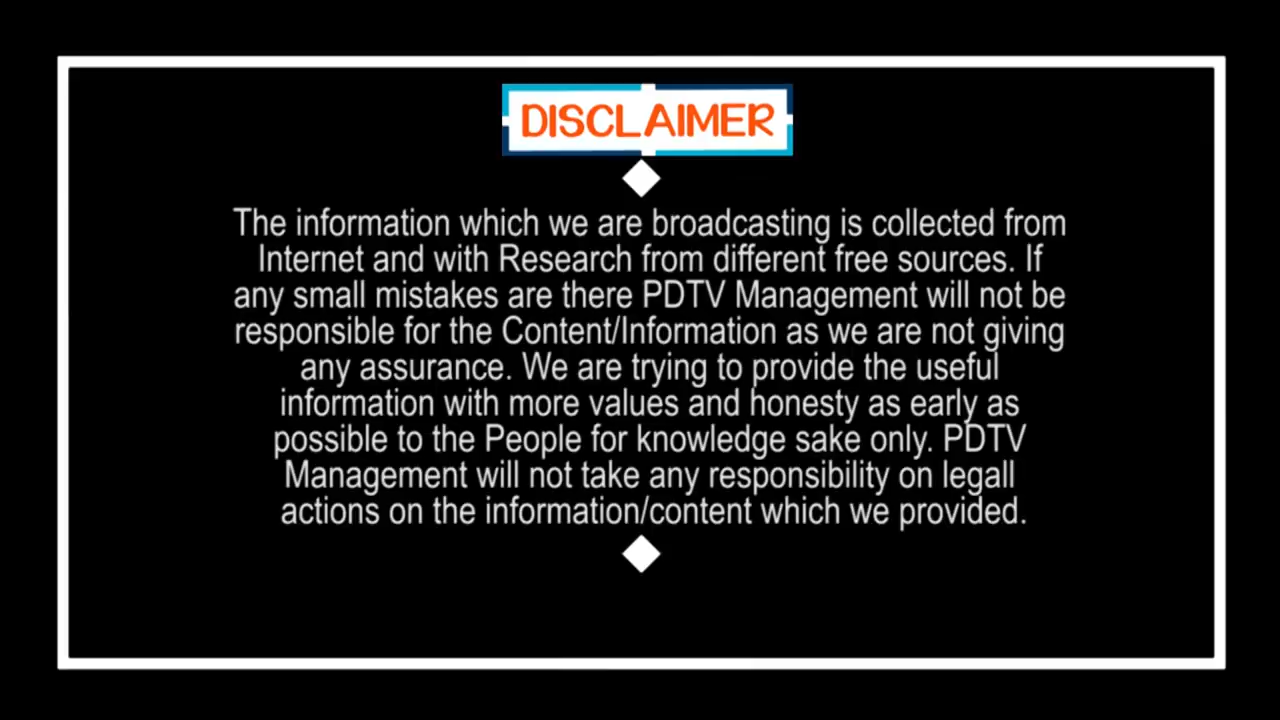 DISCLAIMER
The information which we are broadcasting is collected from
Internet and with Research from different free sources. If
any small mistakes are there PDTV Management will not be
responsible for the Content/Information as we are not giving
any assurance. We are trying to provide the useful
information with more values and honesty as early as
possible to the People for knowledge sake only. PDTV
Management will not take any responsibility on legall
actions on the information/content which we provided.